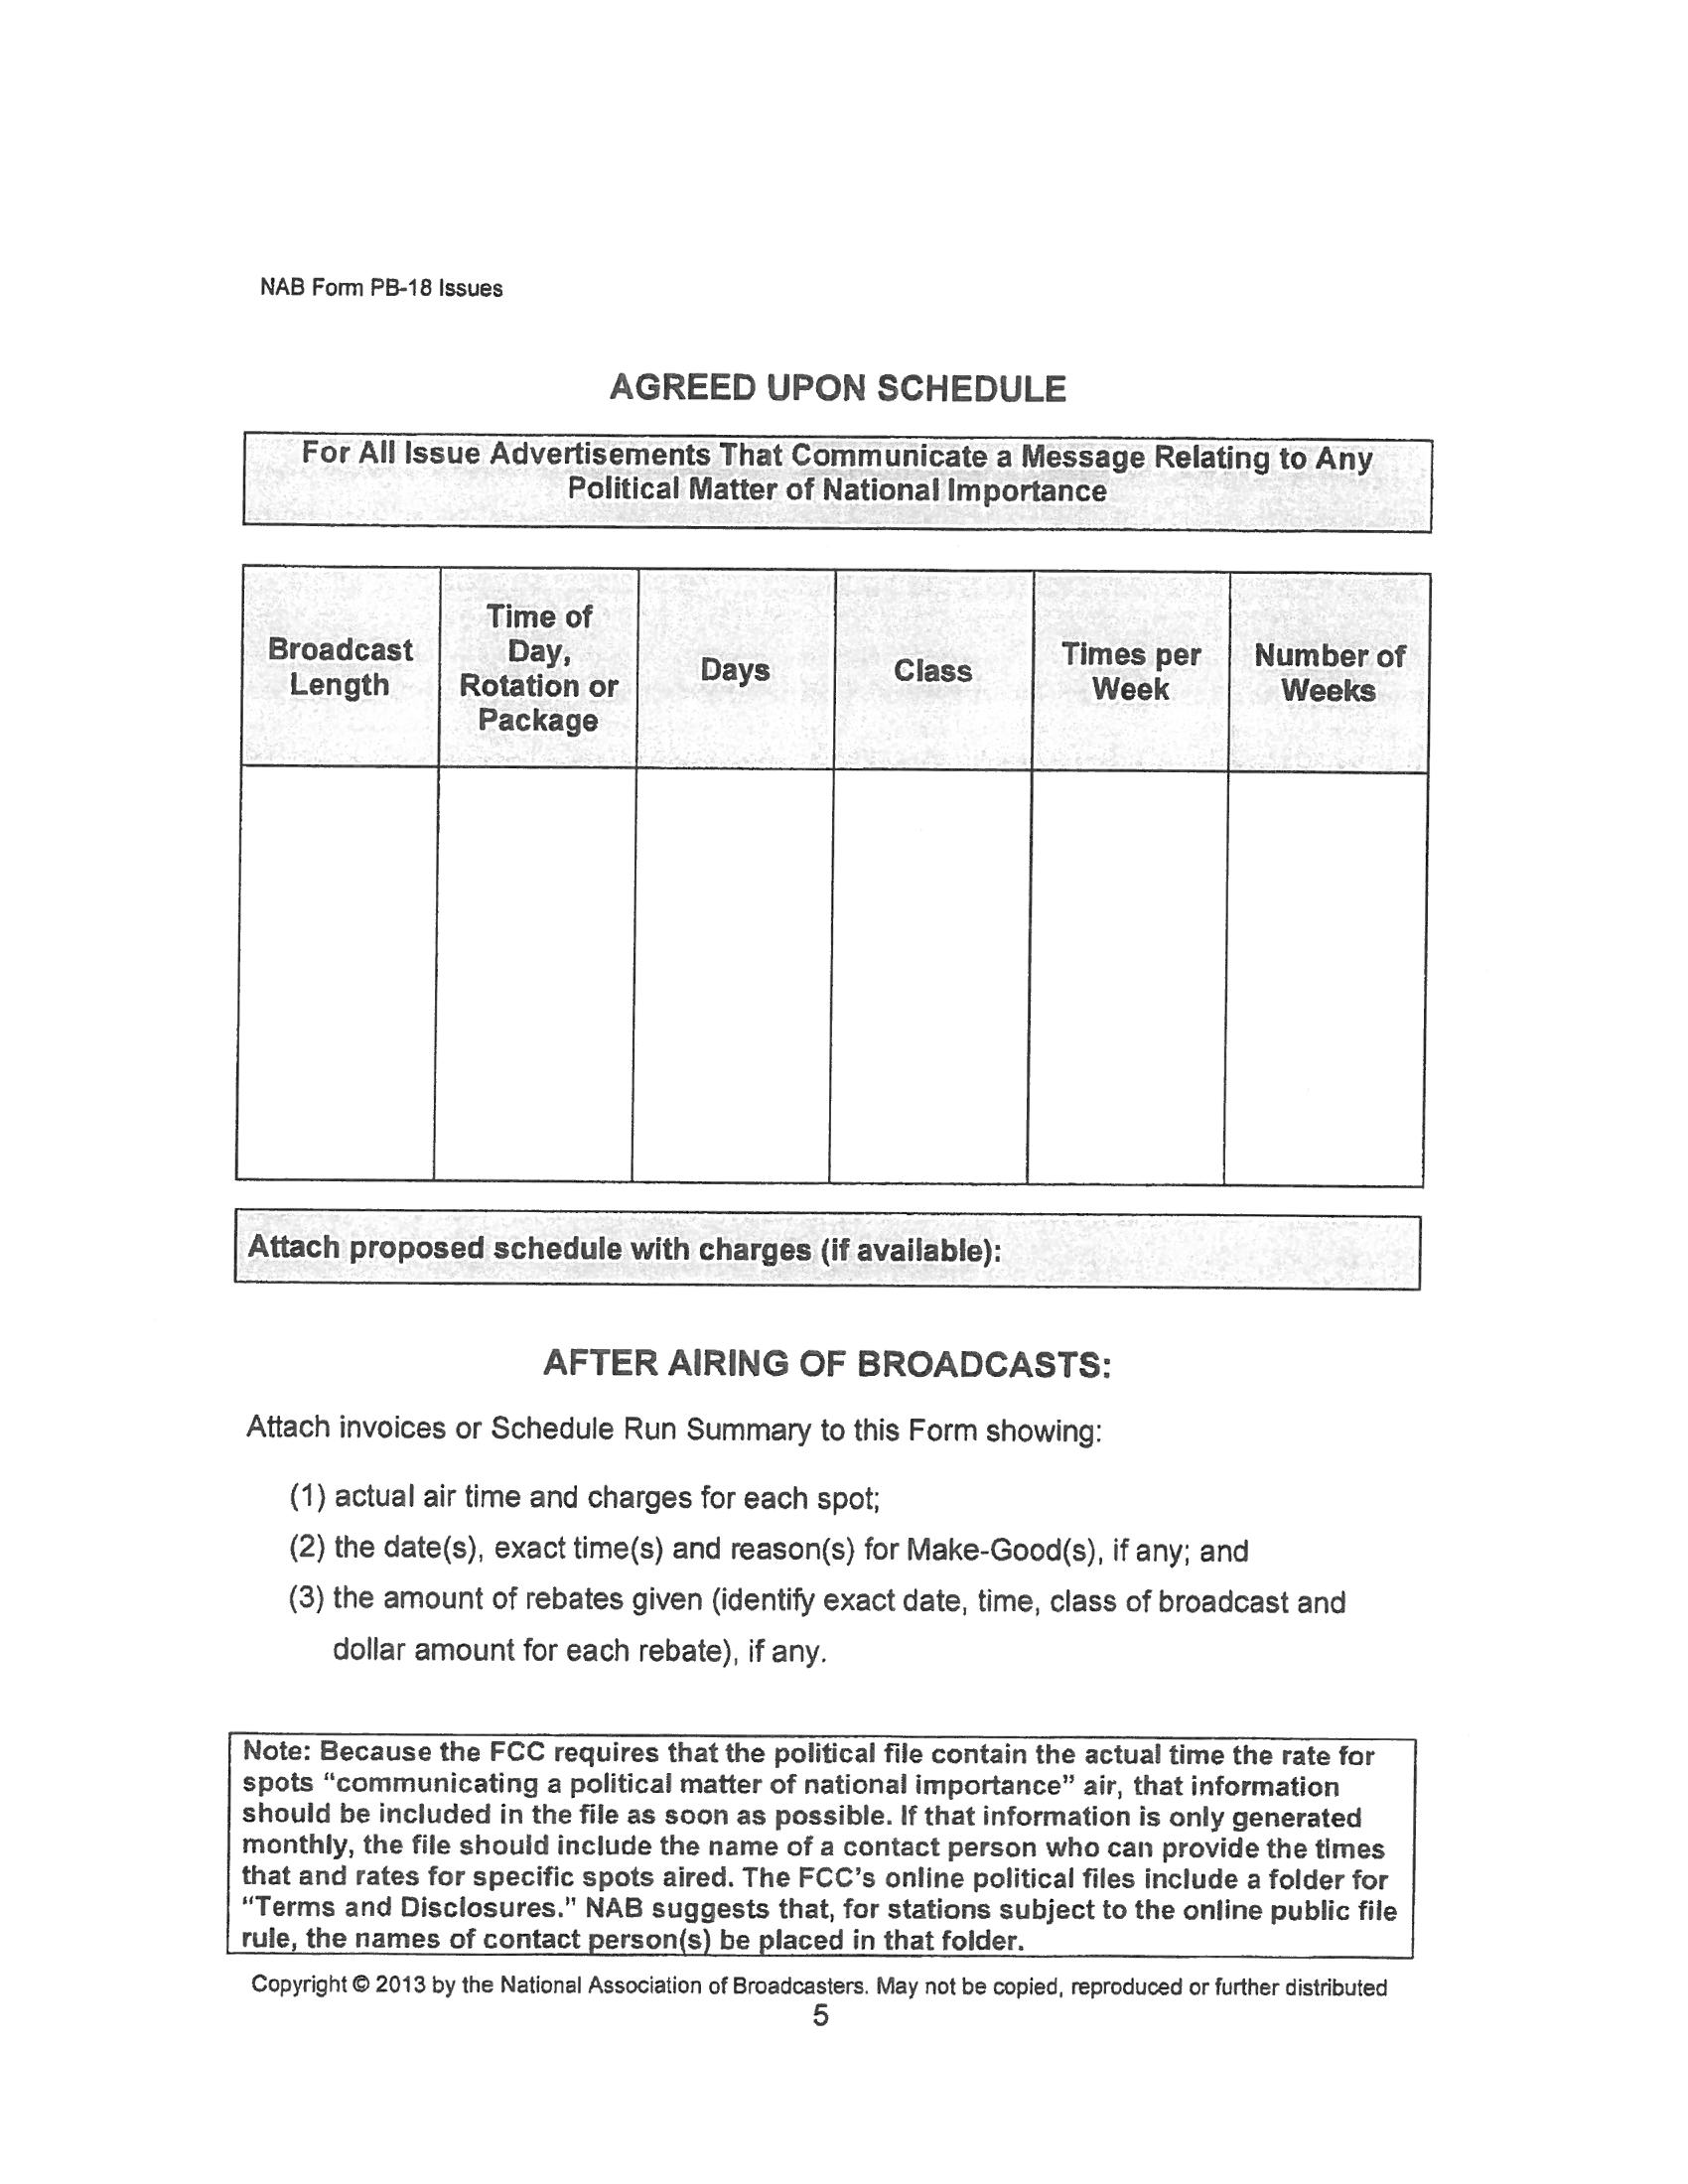 NAB Form PB-18 Issues
AGREED UPON SCHEDULE
For All Issue Advertisements That Communicate a Message Relating to Any
Political Matter of National Importance
Broadcast
Length
Time of
Day,
Rotation or
Package
Days
Class
Times per
Week
Number of
Weeks
Attach proposed schedule with charges (if available):
AFTER AIRING OF BROADCASTS:
Attach invoices or Schedule Run Summary to this Form showing:
(1) actual air time and charges for each spot;
(2) the date(s), exact time(s) and reason(s) for Make-Good(s), if any; and
(3) the amount of rebates given (identify exact date, time, class of broadcast and
dollar amount for each rebate), if any.
Note: Because the FCC requires that the political file contain the actual time the rate for
spots “communicating a political matter of national importance” air, that information
should be included in the file as soon as possible. If that information is only generated
monthly, the file should include the name of a contact person who can provide the times
that and rates for specific spots aired. The FCC’s online political files include a folder for
“Terms and Disclosures.” NAB suggests that, for stations subject to the online public file
rule, the names of contact person(s) be placed in that folder.
Copyright © 2013 by the National Association of Broadcasters. May not be copied, reproduced or further distributed
5